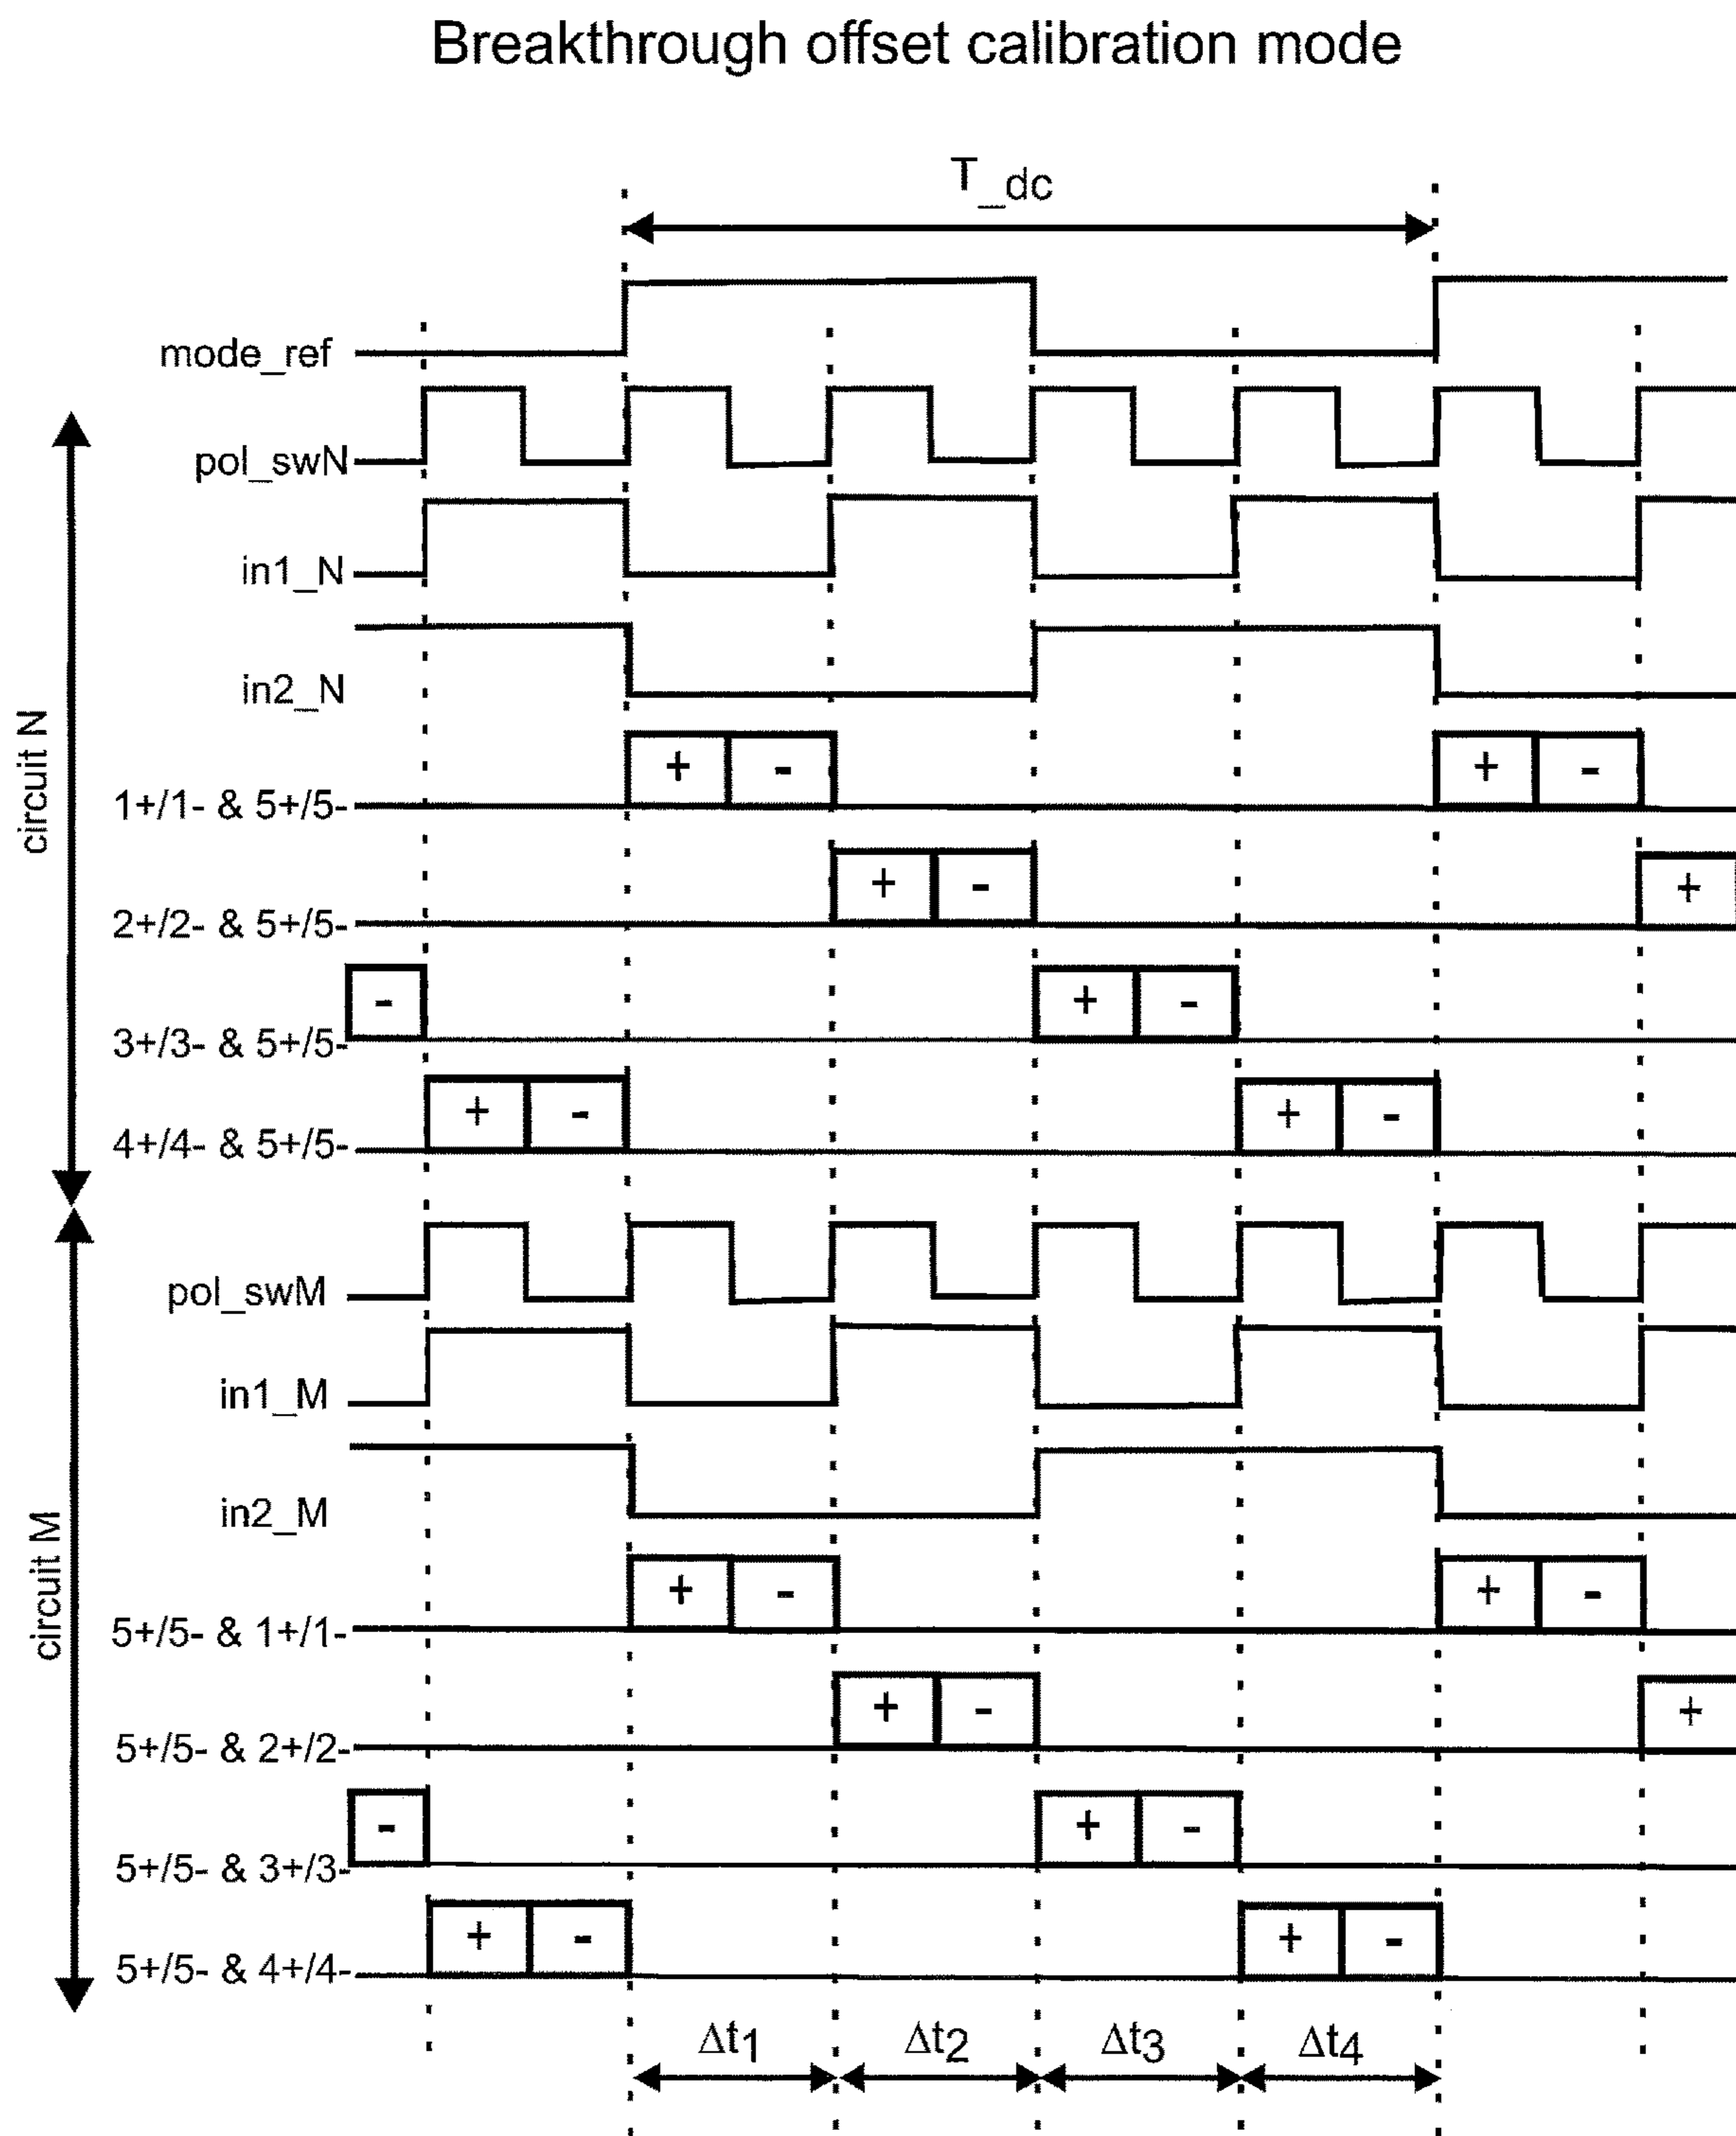 Breakthrough offset calibration mode
T_dc
mode_ref
circuit N
pol_swN
in1_N
in2_N
1+/1- & 5+/5-
+ -
+ -
2+/2- & 5+/5-
+ -
+
3+/3- & 5+/5-
-
+ -
4+/4- & 5+/5-
+ -
+ -
circuit M
pol_swM
in1_M
in2_M
5+/5- & 1+/1-
+ -
+ -
5+/5- & 2+/2-
+ -
+
5+/5- & 3+/3-
-
+ -
5+/5- & 4+/4-
+ -
+ -
Δt1 Δt2 Δt3 Δt4